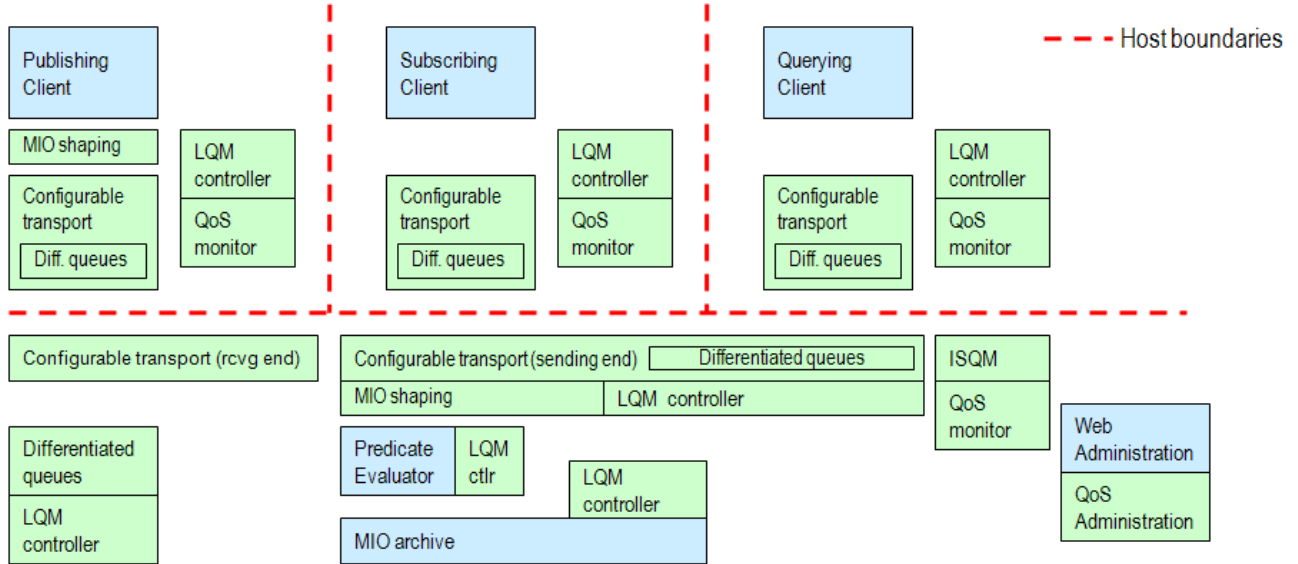 Publishing
Client
MIO shaping
LQM
controller
QoS
monitor
Configurable
transport
Diff. queues
Subscribing
Client
LQM
controller
QoS
monitor
Configurable
transport
Diff. queues
Querying
Client
LQM
controller
QoS
monitor
Configurable
transport
Diff. queues
Host boundaries
Configurable transport (rcvg end)
Differentiated
queues
LQM
controller
Configurable transport (sending end)
Differentiated queues
MIO shaping
LQM controller
Predicate
Evaluator
LQM
ctlr
LQM
controller
MIO archive
ISQM
QoS
monitor
Web
Administration
QoS
Administration